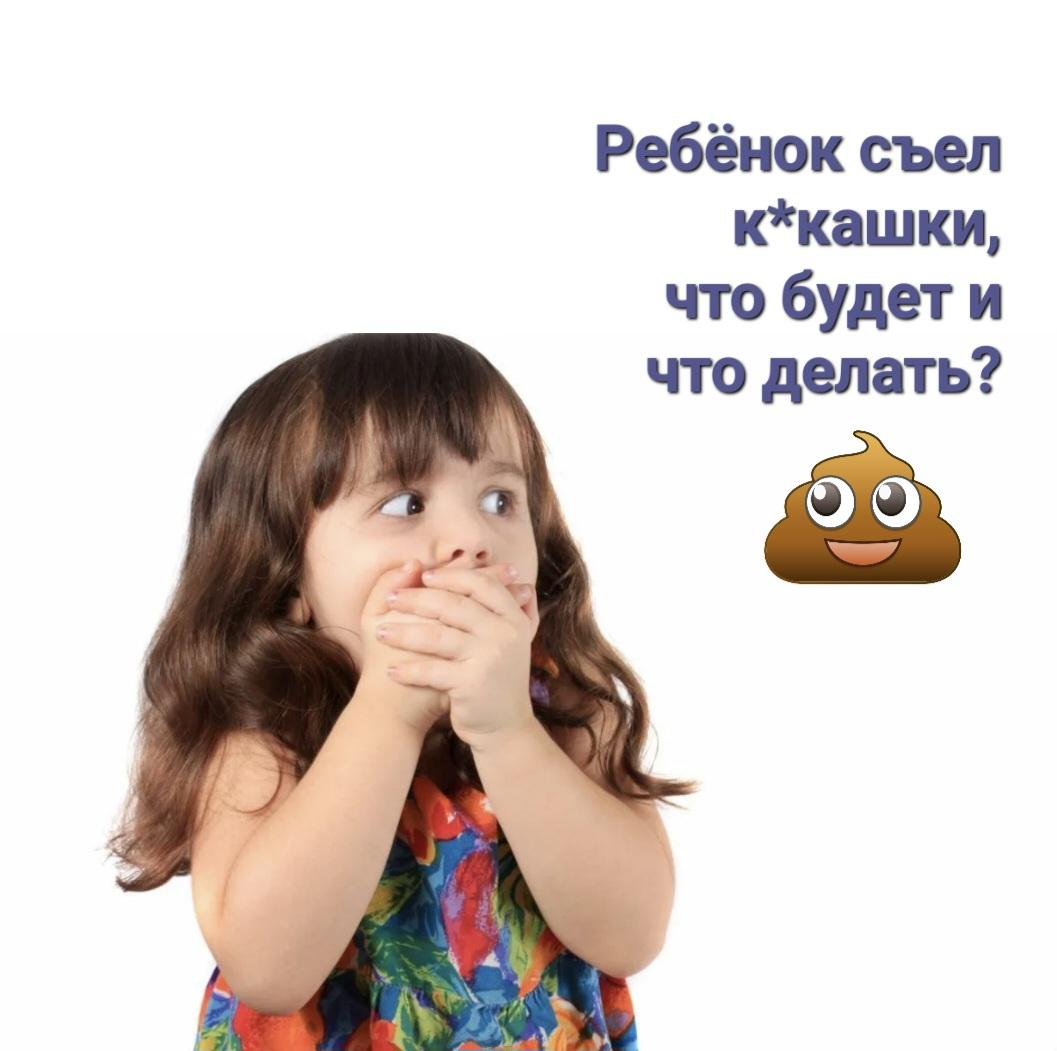 Ребёнок съел
к*кашки,
что будет и
что делать?